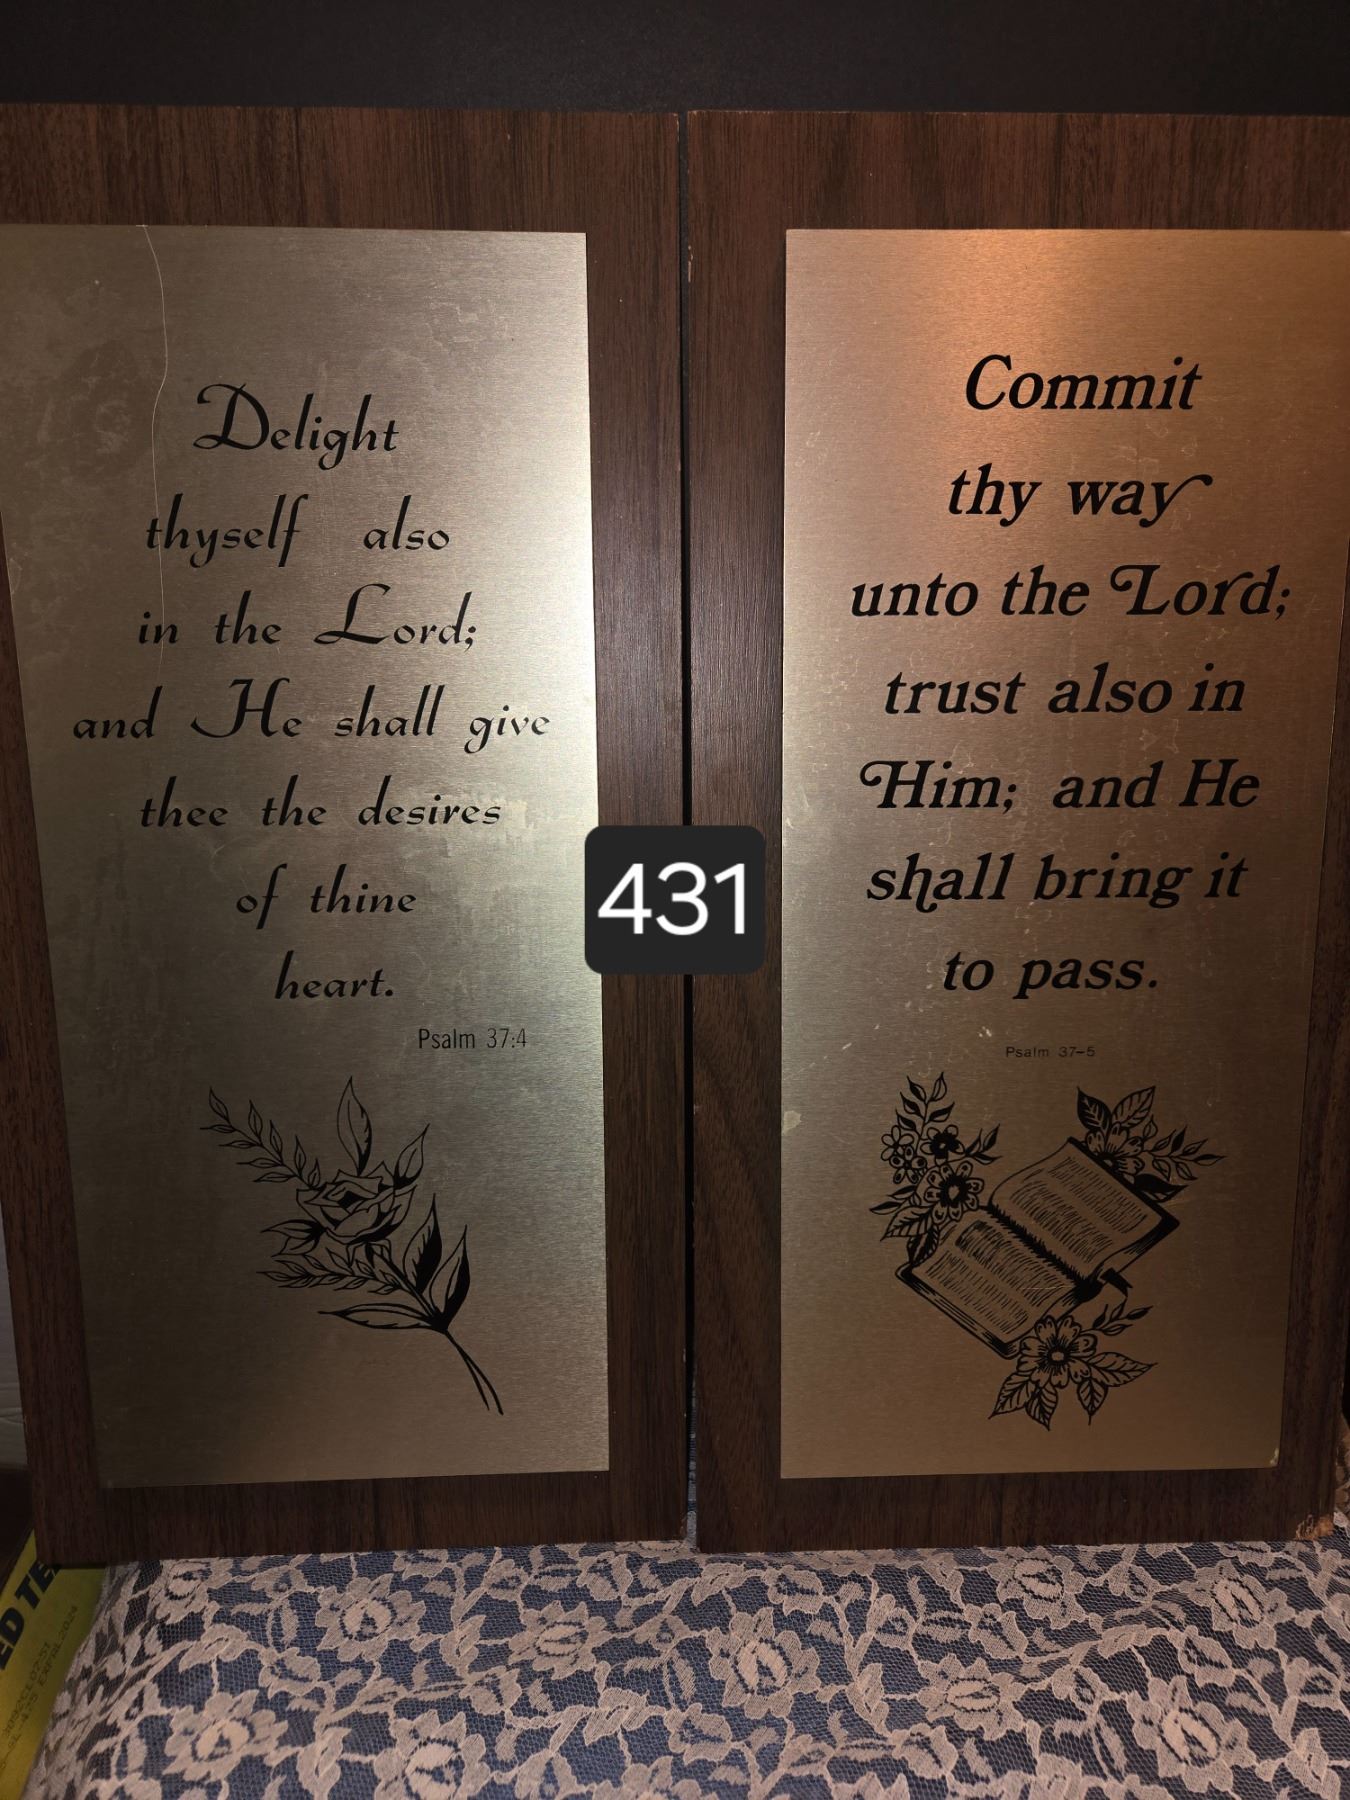 Delight
thyself also
in the Lord;
and He shall give
thee the desires
of thine
heart.
Psalm 37:4
Commit
thy way
unto the Lord;
trust also in
Him; and He
shall bring it
to pass.
Psalm 37-5
431